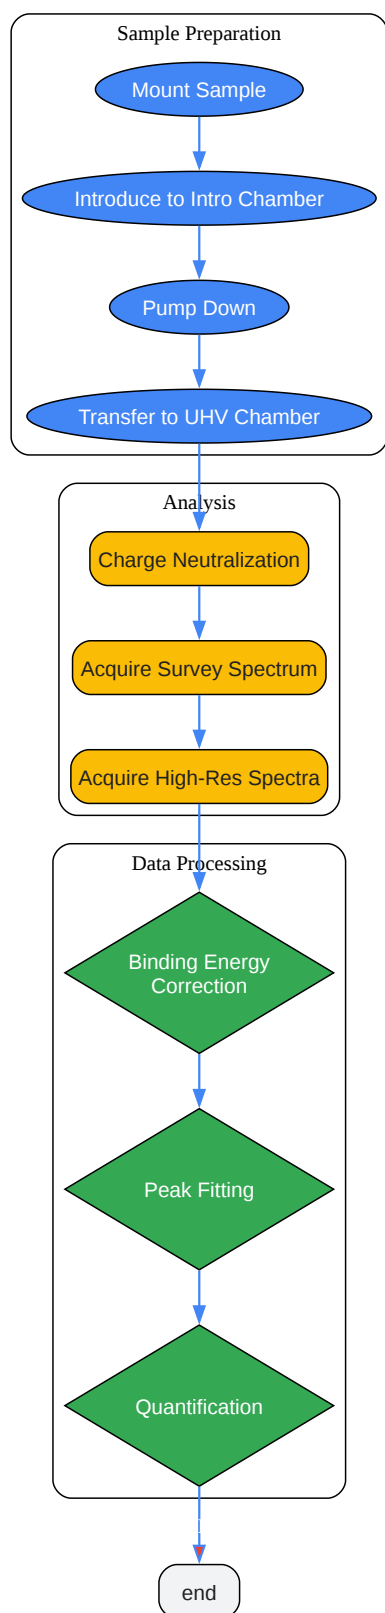 Sample Preparation
Mount Sample
Introduce to Intro Chamber
Pump Down
Transfer to UHV Chamber
Analysis
Charge Neutralization
Acquire Survey Spectrum
Acquire High-Res Spectra
Data Processing
Binding Energy
Correction
Peak Fitting
Quantification
end